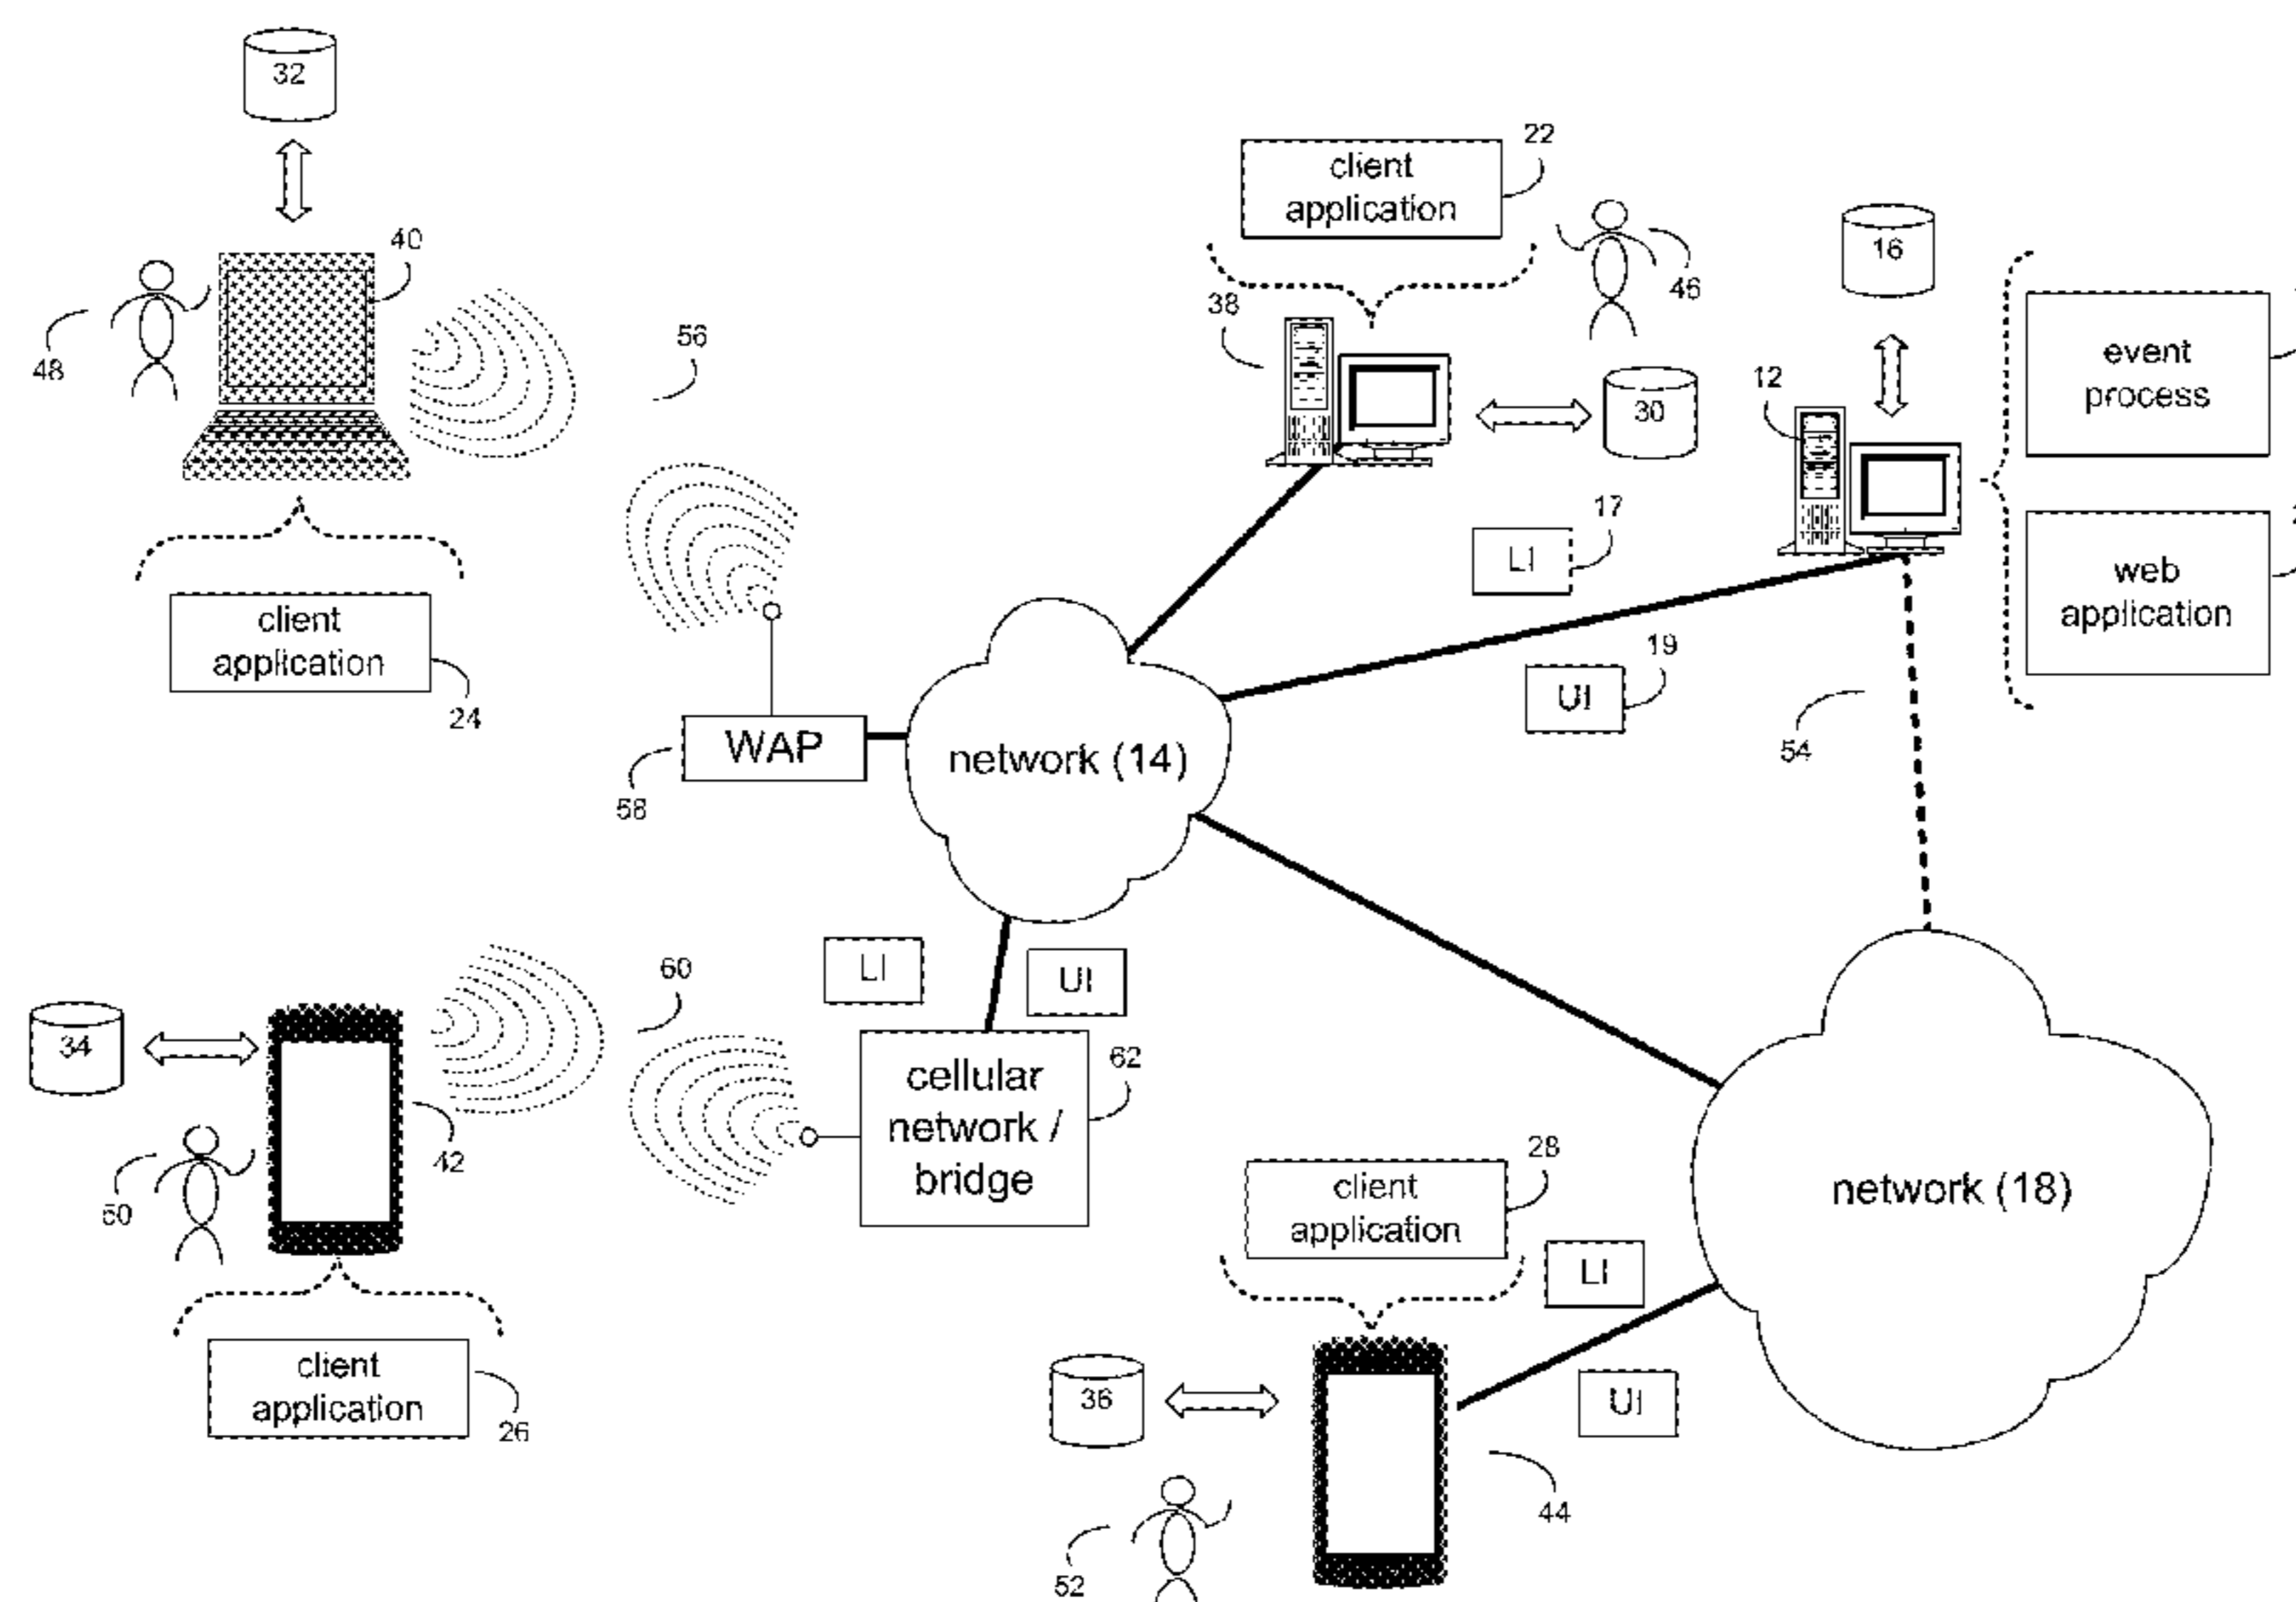 32
22
client
application
16
40
46
38
48
56
event
process
12
30
17
LI
web
application
client
application
19
UI
24
WAP
network (14)
54
58
60
LI
UI
34
62
cellular
network /
bridge
42
28
client
application
network (18)
50
LI
client
application
36
UI
26
44
52